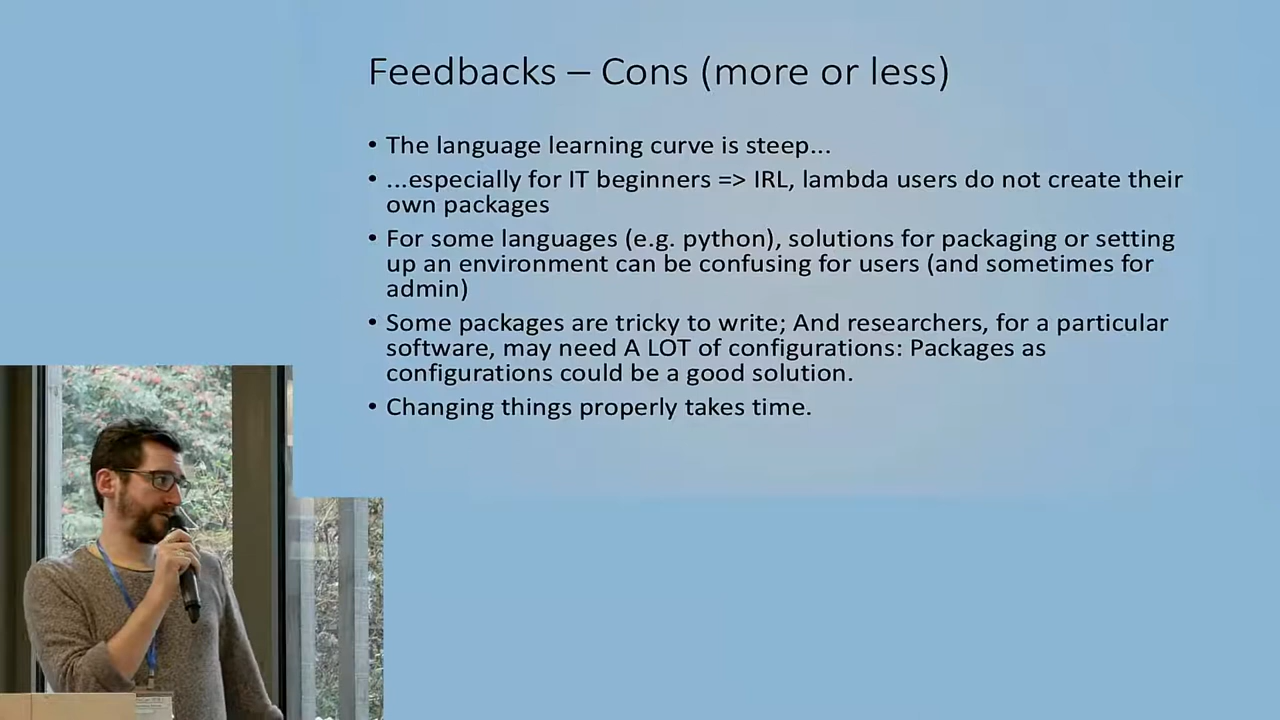 Feedbacks – Cons (more or less)
• The language learning curve is steep...
• ...especially for IT beginners => IRL, lambda users do not create their
own packages
• For some languages (e.g. python), solutions for packaging or setting
up an environment can be confusing for users (and sometimes for
admin)
• Some packages are tricky to write; And researchers, for a particular
software, may need A LOT of configurations: Packages as
configurations could be a good solution.
• Changing things properly takes time.